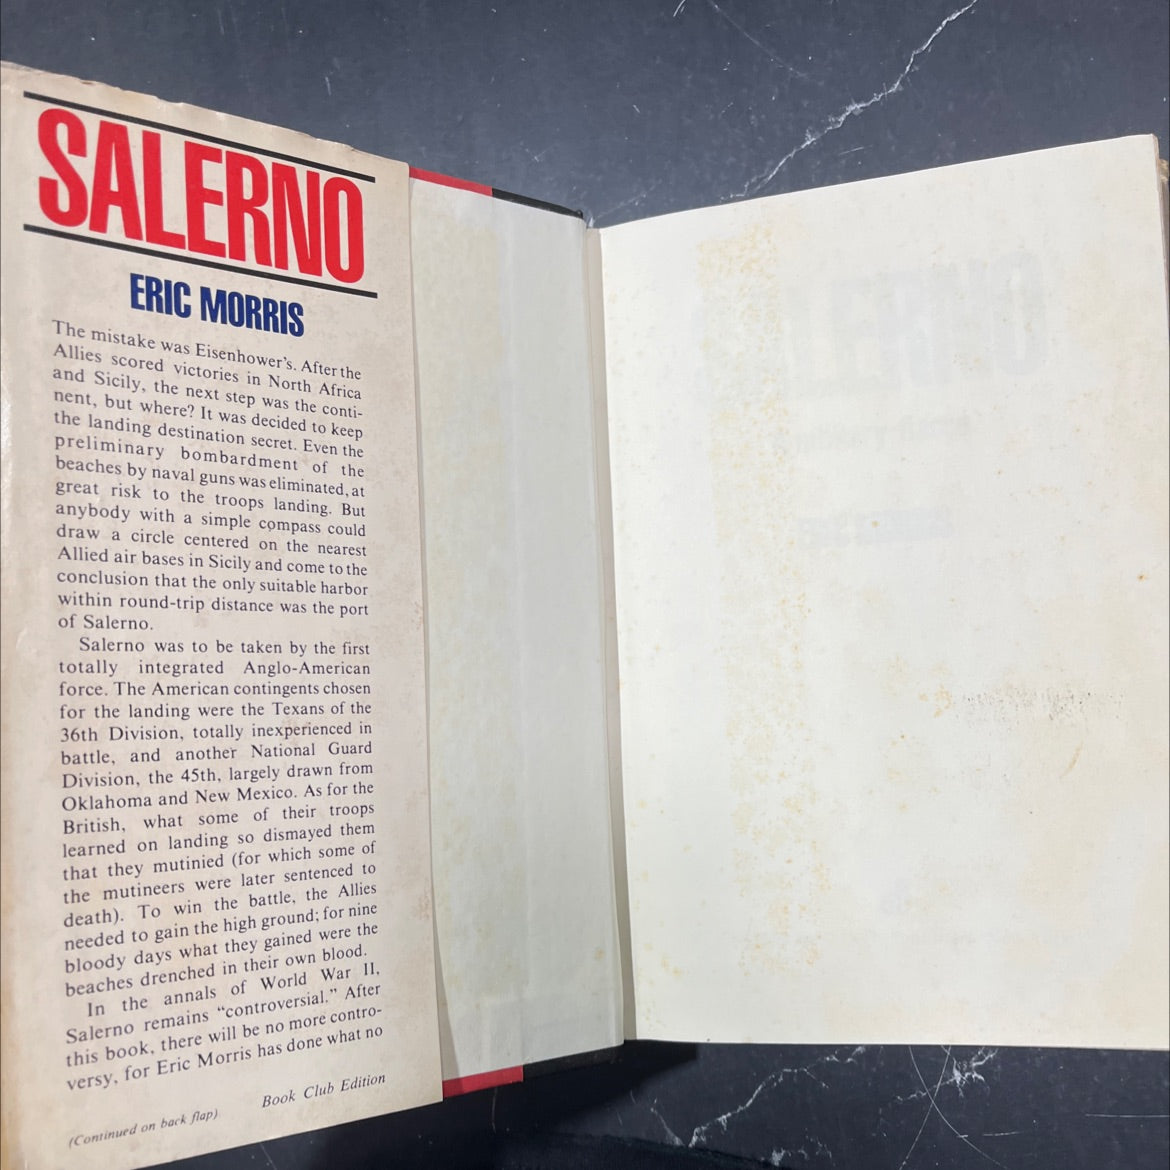 SALERNO
ERIC MORRIS
The mistake was Eisenhower's. After the
Allies scored victories in North Africa
and Sicily, the next step was the conti-
nent, but where? It was decided to keep
the landing destination secret. Even the
preliminary bombardment of the
beaches by naval guns was eliminated, at
great risk to the troops landing. But
anybody with a simple compass could
draw a circle centered on the nearest
Allied air bases in Sicily and come to the
conclusion that the only suitable harbor
within round-trip distance was the port
of Salerno.
Salerno was to be taken by the first
totally integrated Anglo-American
force. The American contingents chosen
for the landing were the Texans of the
36th Division, totally inexperienced in
battle, and another National Guard
Division, the 45th, largely drawn from
Oklahoma and New Mexico. As for the
British, what some of their troops
learned on landing so dismayed them
that they mutinied (for which some of
the mutineers were later sentenced to
death). To win the battle, the Allies
needed to gain the high ground; for nine
bloody days what they gained were the
beaches drenched in their own blood.
In the annals of World War II,
Salerno remains "controversial." After
this book, there will be no more contro-
versy, for Eric Morris has done what no
Book Club Edition
(Continued on back flap)